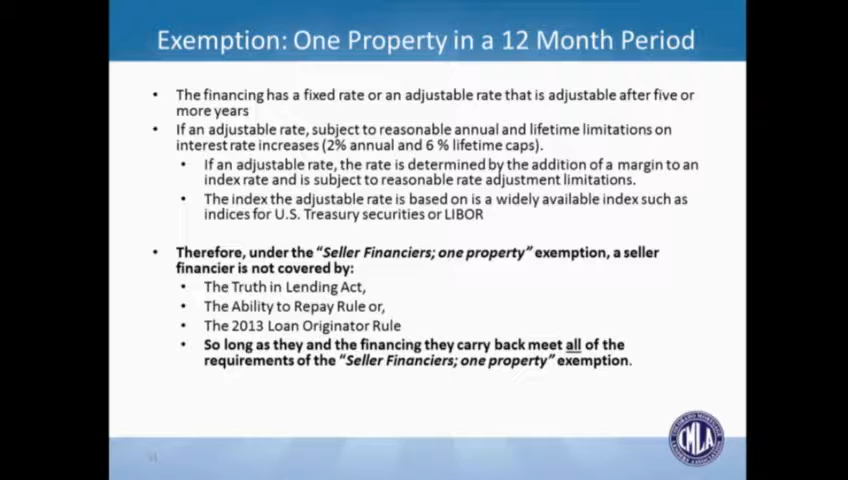 Exemption: One Property in a 12 Month Period
• The financing has a fixed rate or an adjustable rate that is adjustable after five or
more years
• If an adjustable rate, subject to reasonable annual and lifetime limitations on
interest rate increases (2% annual and 6 % lifetime caps).
• If an adjustable rate, the rate is determined by the addition of a margin to an
index rate and is subject to reasonable rate adjustment limitations.
• The index the adjustable rate is based on is a widely available index such as
indices for U.S. Treasury securities or LIBOR
• Therefore, under the “Seller Financiers; one property” exemption, a seller
financier is not covered by:
• The Truth in Lending Act,
• The Ability to Repay Rule or,
• The 2013 Loan Originator Rule
• So long as they and the financing they carry back meet all of the
requirements of the “Seller Financiers; one property” exemption.
CMLA